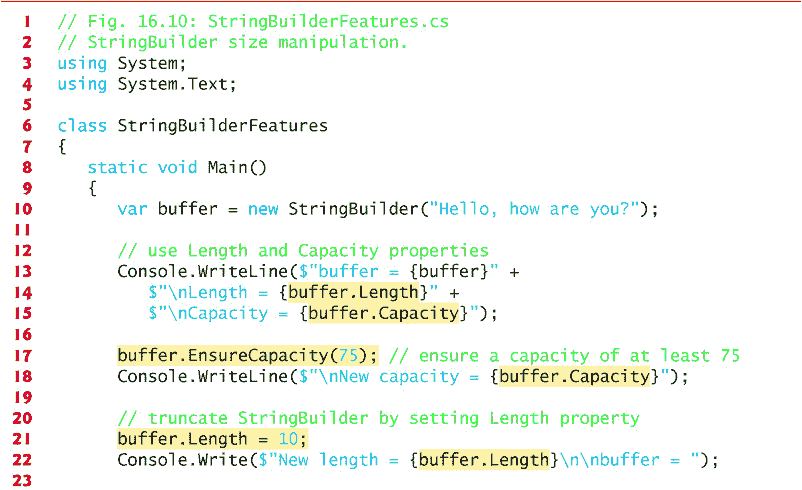 1 // Fig. 16.10: StringBuilderFeatures.cs
2 // StringBuilder size manipulation.
3 using System;
4 using System.Text;
5
6 class StringBuilderFeatures
7 {
8 static void Main()
9 {
10 var buffer = new StringBuilder("Hello, how are you?");
11
12 // use Length and Capacity properties
13 Console.WriteLine($"buffer = {buffer}" +
14 $"\nLength = {buffer.Length}" +
15 $"\nCapacity = {buffer.Capacity}");
16
17 buffer.EnsureCapacity(75); // ensure a capacity of at least 75
18 Console.WriteLine($"\nNew capacity = {buffer.Capacity}");
19
20 // truncate StringBuilder by setting Length property
21 buffer.Length = 10;
22 Console.Write($"New length = {buffer.Length}\n\nbuffer = ");
23